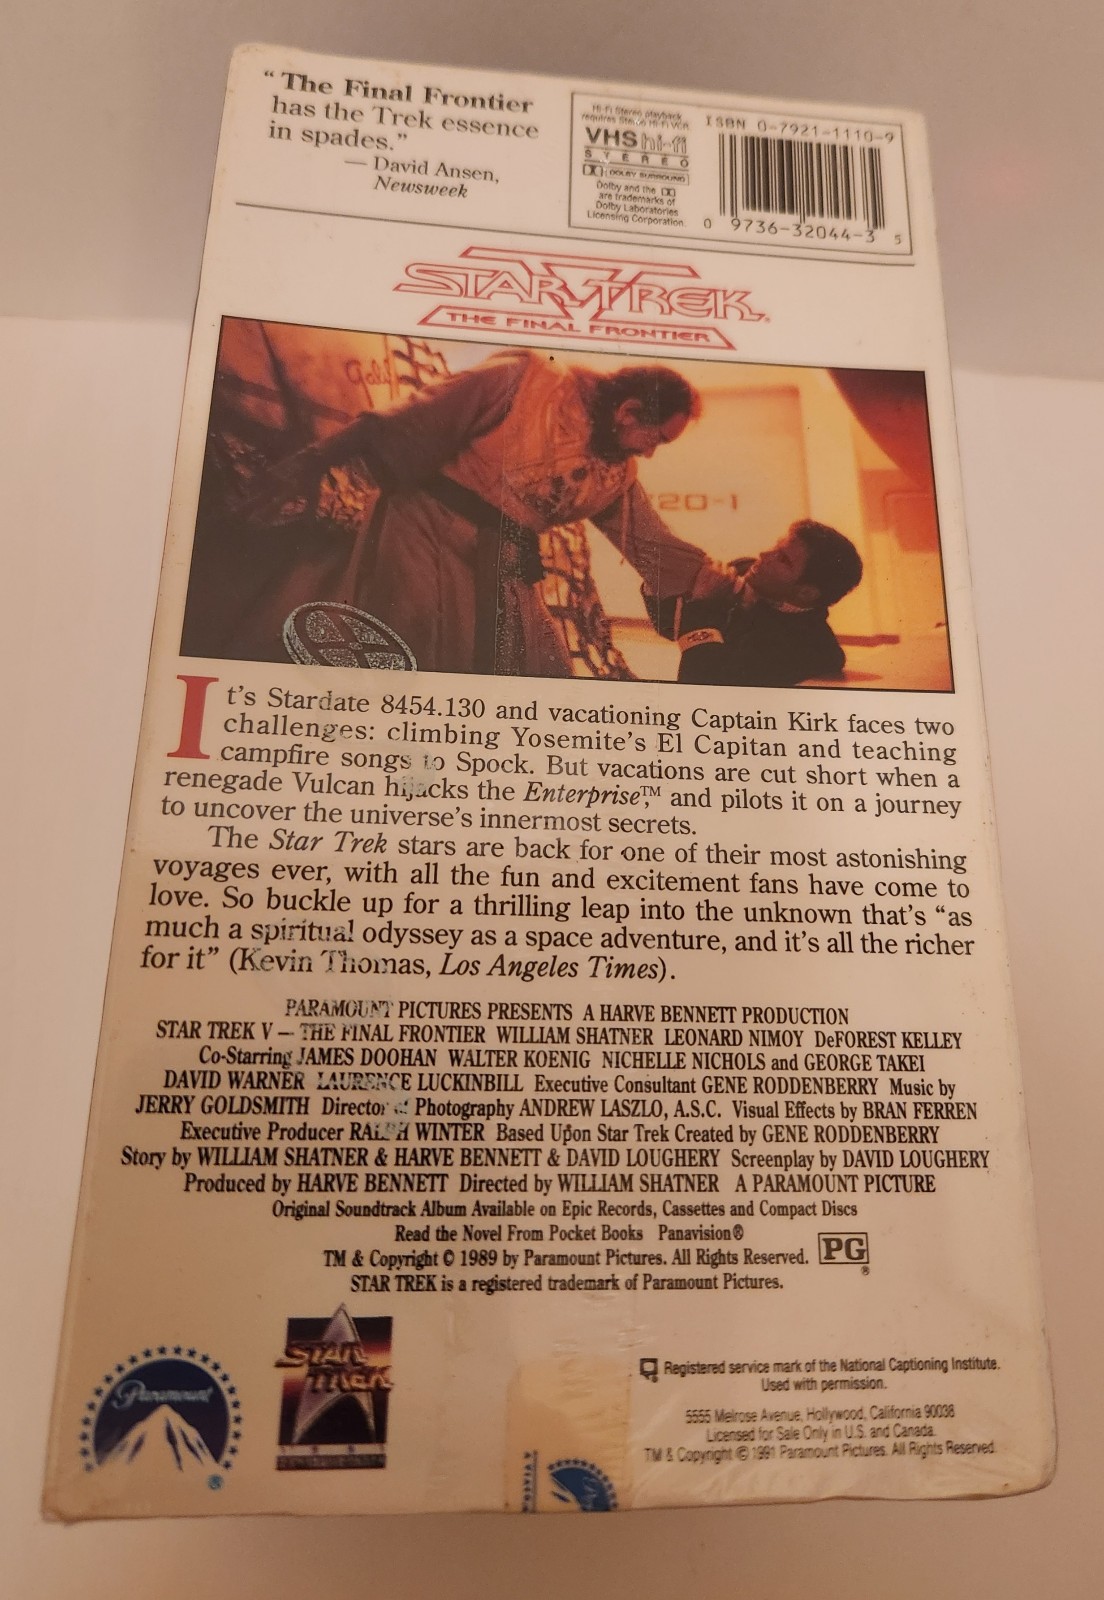 “ The Final Frontier
has the Trek essence
in spades.”
— David Ansen,
Newsweek
Hi-Fi Stereo playback
requires Stereo Hi-Fi VCR
VHS hi-fi
STEREO
DOLBY SURROUND
Dolby and the
are trademarks of
Dolby Laboratories
Licensing Corporation.
ISBN 0-7921-1110-9
0 9736-32044-3 5
STAR TREK V
THE FINAL FRONTIER
20-1
It's Stardate 8454.130 and vacationing Captain Kirk faces two
challenges: climbing Yosemite's El Capitan and teaching
campfire songs to Spock. But vacations are cut short when a
renegade Vulcan hijacks the Enterprise,™ and pilots it on a journey
to uncover the universe's innermost secrets.
The Star Trek stars are back for one of their most astonishing
voyages ever, with all the fun and excitement fans have come to
love. So buckle up for a thrilling leap into the unknown that's “as
much a spiritual odyssey as a space adventure, and it's all the richer
for it” (Kevin Thomas, Los Angeles Times).
PARAMOUNT PICTURES PRESENTS A HARVE BENNETT PRODUCTION
STAR TREK V — THE FINAL FRONTIER WILLIAM SHATNER LEONARD NIMOY DeFOREST KELLEY
Co-Starring JAMES DOOHAN WALTER KOENIG NICHELLE NICHOLS and GEORGE TAKEI
DAVID WARNER LAURENCE LUCKINBILL Executive Consultant GENE RODDENBERRY Music by
JERRY GOLDSMITH Director of Photography ANDREW LASZLO, A.S.C. Visual Effects by BRAN FERREN
Executive Producer RALPH WINTER Based Upon Star Trek Created by GENE RODDENBERRY
Story by WILLIAM SHATNER & HARVE BENNETT & DAVID LOUGHERY Screenplay by DAVID LOUGHERY
Produced by HARVE BENNETT Directed by WILLIAM SHATNER A PARAMOUNT PICTURE
Original Soundtrack Album Available on Epic Records, Cassettes and Compact Discs
Read the Novel From Pocket Books Panavision®
TM & Copyright © 1989 by Paramount Pictures. All Rights Reserved. PG
STAR TREK is a registered trademark of Paramount Pictures.
Paramount
®
STAR
TREK
Registered service mark of the National Captioning Institute.
Used with permission.
5555 Melrose Avenue, Hollywood, California 90038
Licensed for Sale Only in U.S. and Canada.
TM & Copyright © 1991 Paramount Pictures. All Rights Reserved.